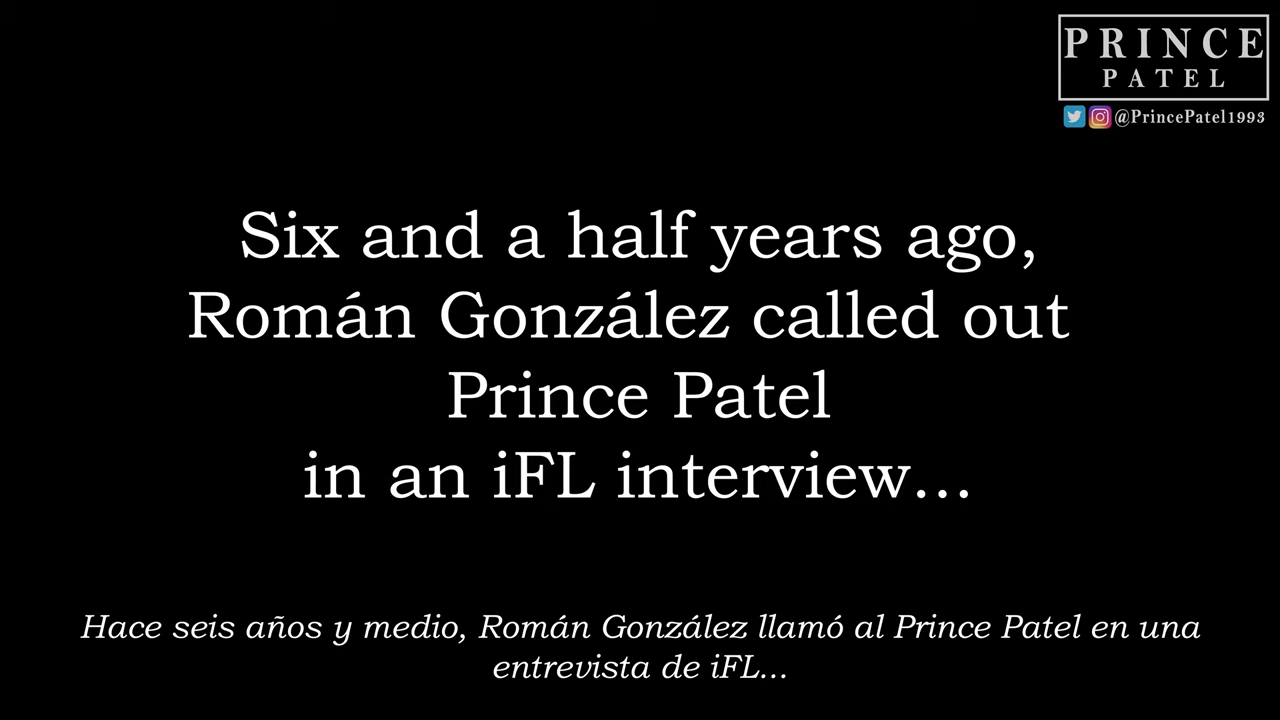 PRINCE
PATEL
@PrincePatel1993
Six and a half years ago,
Román González called out
Prince Patel
in an iFL interview...
Hace seis años y medio, Román González llamó al Prince Patel en una
entrevista de iFL...